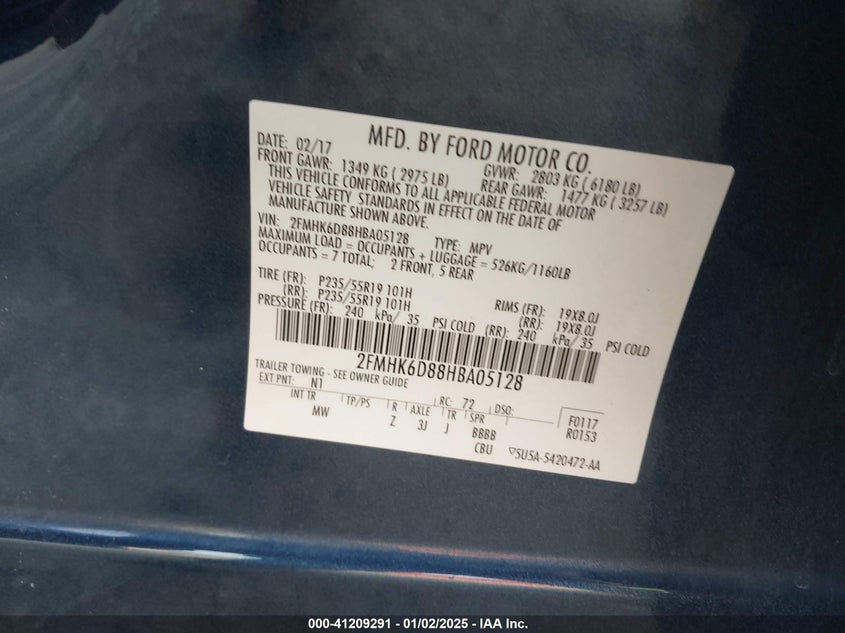 MFD. BY FORD MOTOR CO.
DATE: 02/17 GVWR: 2803 KG ( 6180 LB)
FRONT GAWR: 1349 KG ( 2975 LB) REAR GAWR: 1477 KG ( 3257 LB)
THIS VEHICLE CONFORMS TO ALL APPLICABLE FEDERAL MOTOR
VEHICLE SAFETY STANDARDS IN EFFECT ON THE DATE OF
MANUFACTURE SHOWN ABOVE.
VIN: 2FMHK6D88HBA05128 TYPE: MPV
MAXIMUM LOAD = OCCUPANTS + LUGGAGE = 526KG/1160LB
OCCUPANTS = 7 TOTAL; 2 FRONT, 5 REAR
TIRE (FR): P235/55R19 101H RIMS (FR): 19X8.0J
(RR): P235/55R19 101H (RR): 19X8.0J
PRESSURE (FR): 240 kPa/ 35 PSI COLD (RR): 240 kPa/ 35 PSI COLD
2FMHK6D88HBA05128
TRAILER TOWING - SEE OWNER GUIDE
EXT PNT: N1 RC: 72 DSO: F0117
INT TR TP/PS R AXLE TR SPR R0153
MW Z 3J J BBBB
CBU 5U5A-5420472-AA
000-41209291 - 01/02/2025 - IAA Inc.